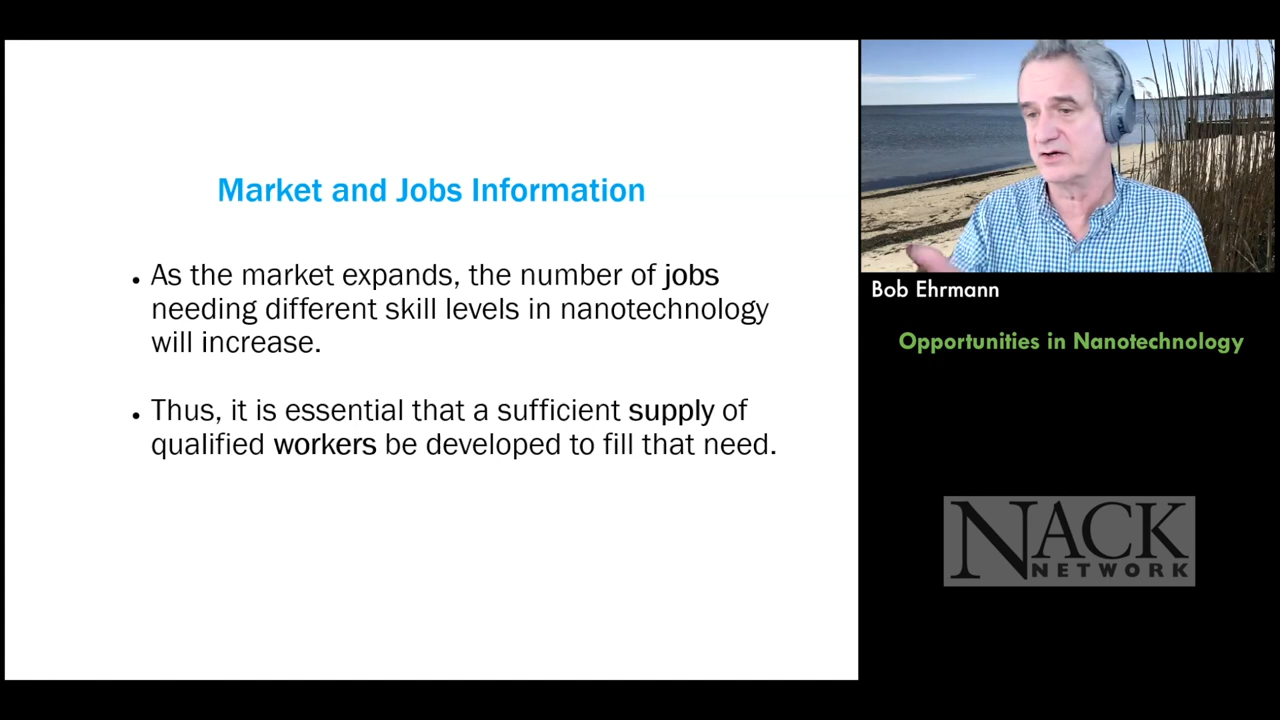 Market and Jobs Information
• As the market expands, the number of jobs
needing different skill levels in nanotechnology
will increase.
• Thus, it is essential that a sufficient supply of
qualified workers be developed to fill that need.
Bob Ehrmann
Opportunities in Nanotechnology
NACK
NETWORK